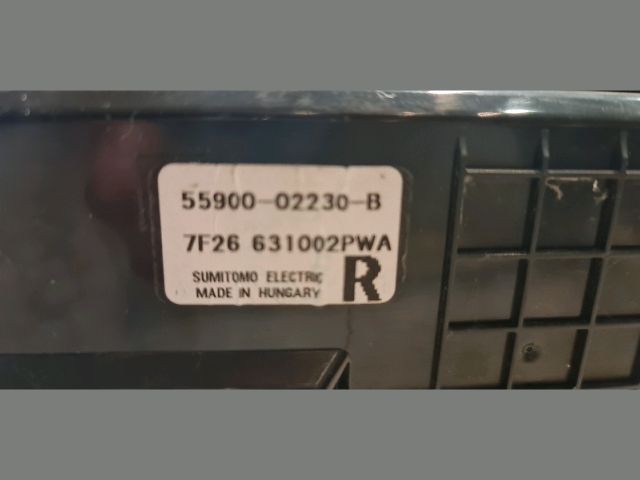 55900-02230-B
7F26 631002PWA
SUMITOMO ELECTRIC
MADE IN HUNGARY
R